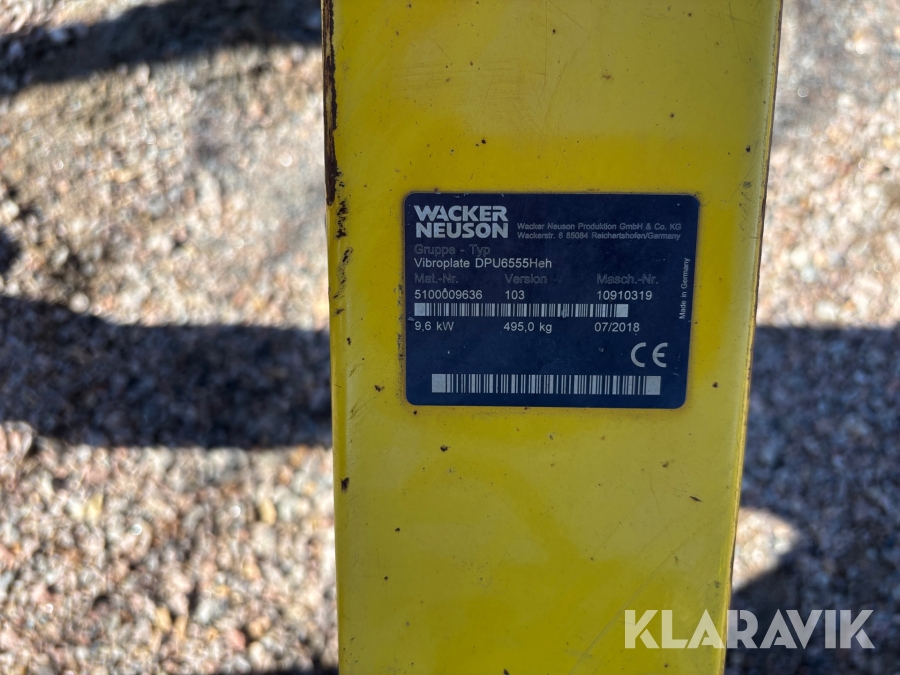 WACKER
NEUSON
Wacker Neuson Produktion GmbH & Co. KG
Wackerstr. 6 85084 Reichertshofen/Germany
Gruppe - Typ
Vibroplate DPU6555Heh
Mat.-Nr. Version Masch.-Nr.
5100009636 103 10910319
9,6 kW 495,0 kg 07/2018
CE
Made in Germany
KLARAVIK